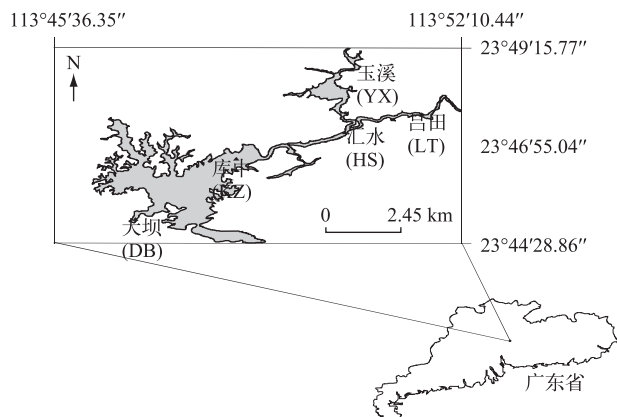 113°45′36.35″
113°52′10.44″
23°49′15.77″
N
玉溪
(YX)
吕田
(LT)
汇水
(HS)
23°46′55.04″
库中
大坝
(DB)
0
2.45 km
23°44′28.86″
广东省